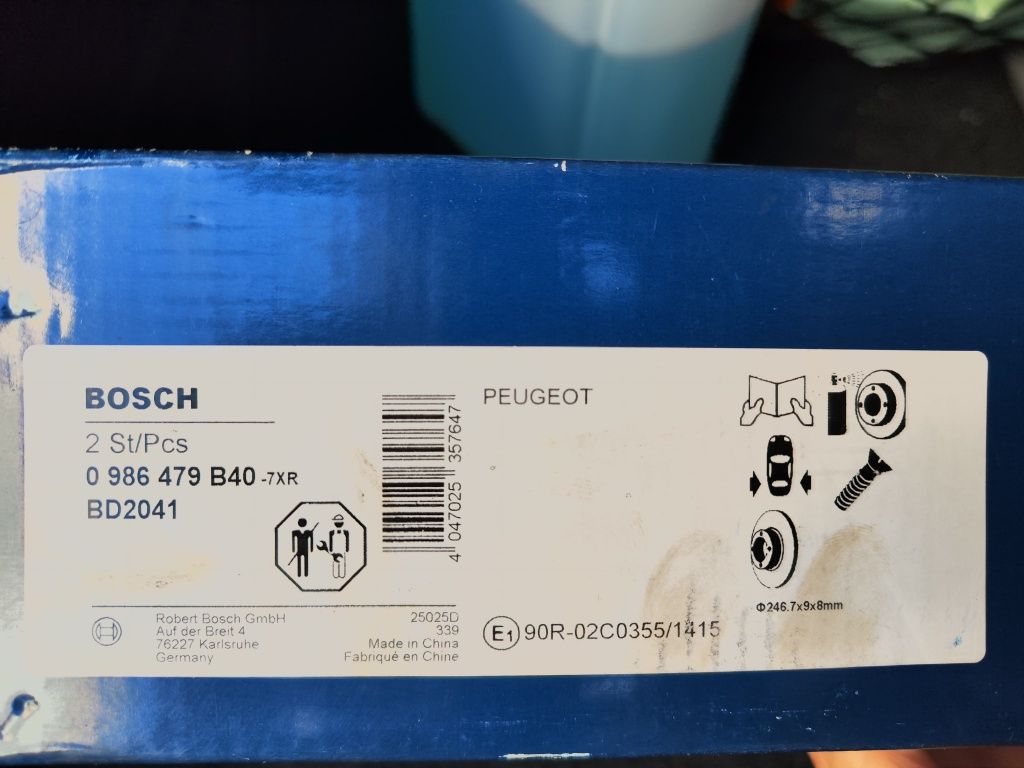 BOSCH
2 St/Pcs
0 986 479 B40 -7XR
BD2041
4 047025 357647
PEUGEOT
Φ246.7x9x8mm
Robert Bosch GmbH
Auf der Breit 4
76227 Karlsruhe
Germany
25025D
339
Made in China
Fabriqué en Chine
E1 90R-02C0355/1415